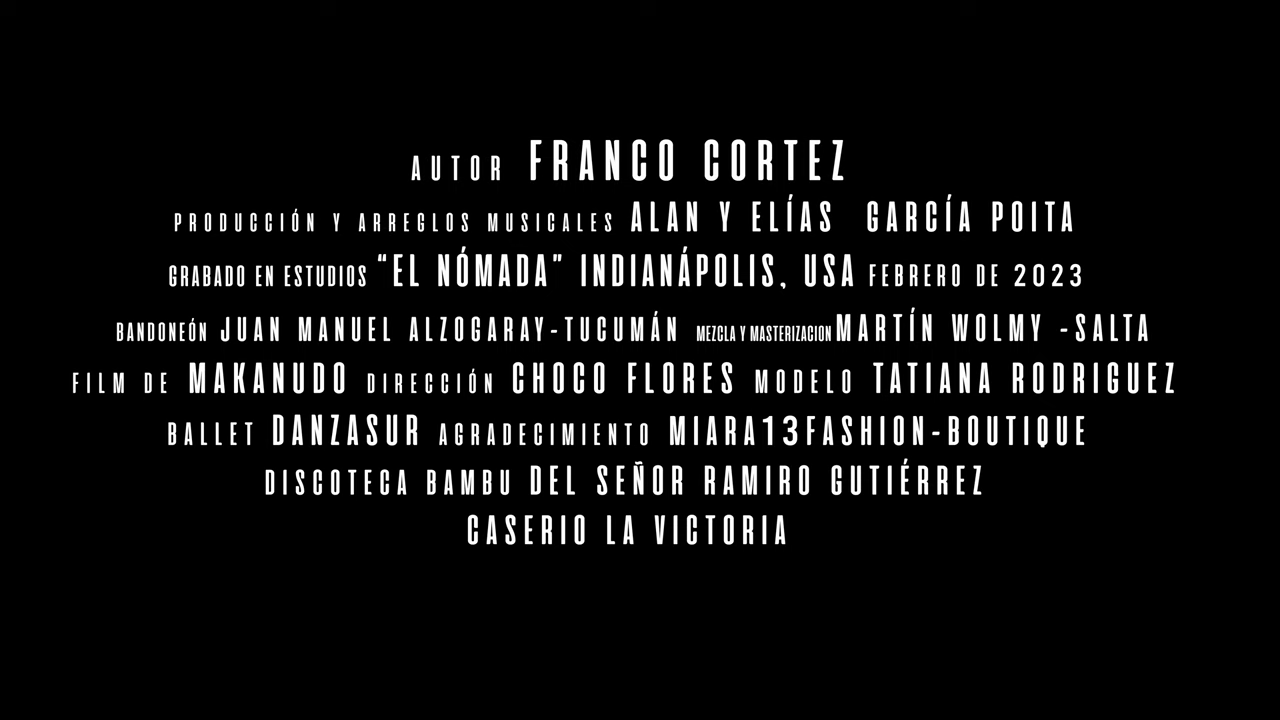 AUTOR FRANCO CORTEZ
PRODUCCIÓN Y ARREGLOS MUSICALES ALAN Y ELÍAS GARCÍA POITA
GRABADO EN ESTUDIOS “EL NÓMADA” INDIANÁPOLIS, USA FEBRERO DE 2023
BANDONEÓN JUAN MANUEL ALZOGARAY-TUCUMÁN MEZCLA Y MASTERIZACION MARTÍN WOLMY -SALTA
FILM DE MAKANUDO DIRECCIÓN CHOCO FLORES MODELO TATIANA RODRIGUEZ
BALLET DANZASUR AGRADECIMIENTO MIARA13FASHION-BOUTIQUE
DISCOTECA BAMBU DEL SEÑOR RAMIRO GUTIÉRREZ
CASERIO LA VICTORIA